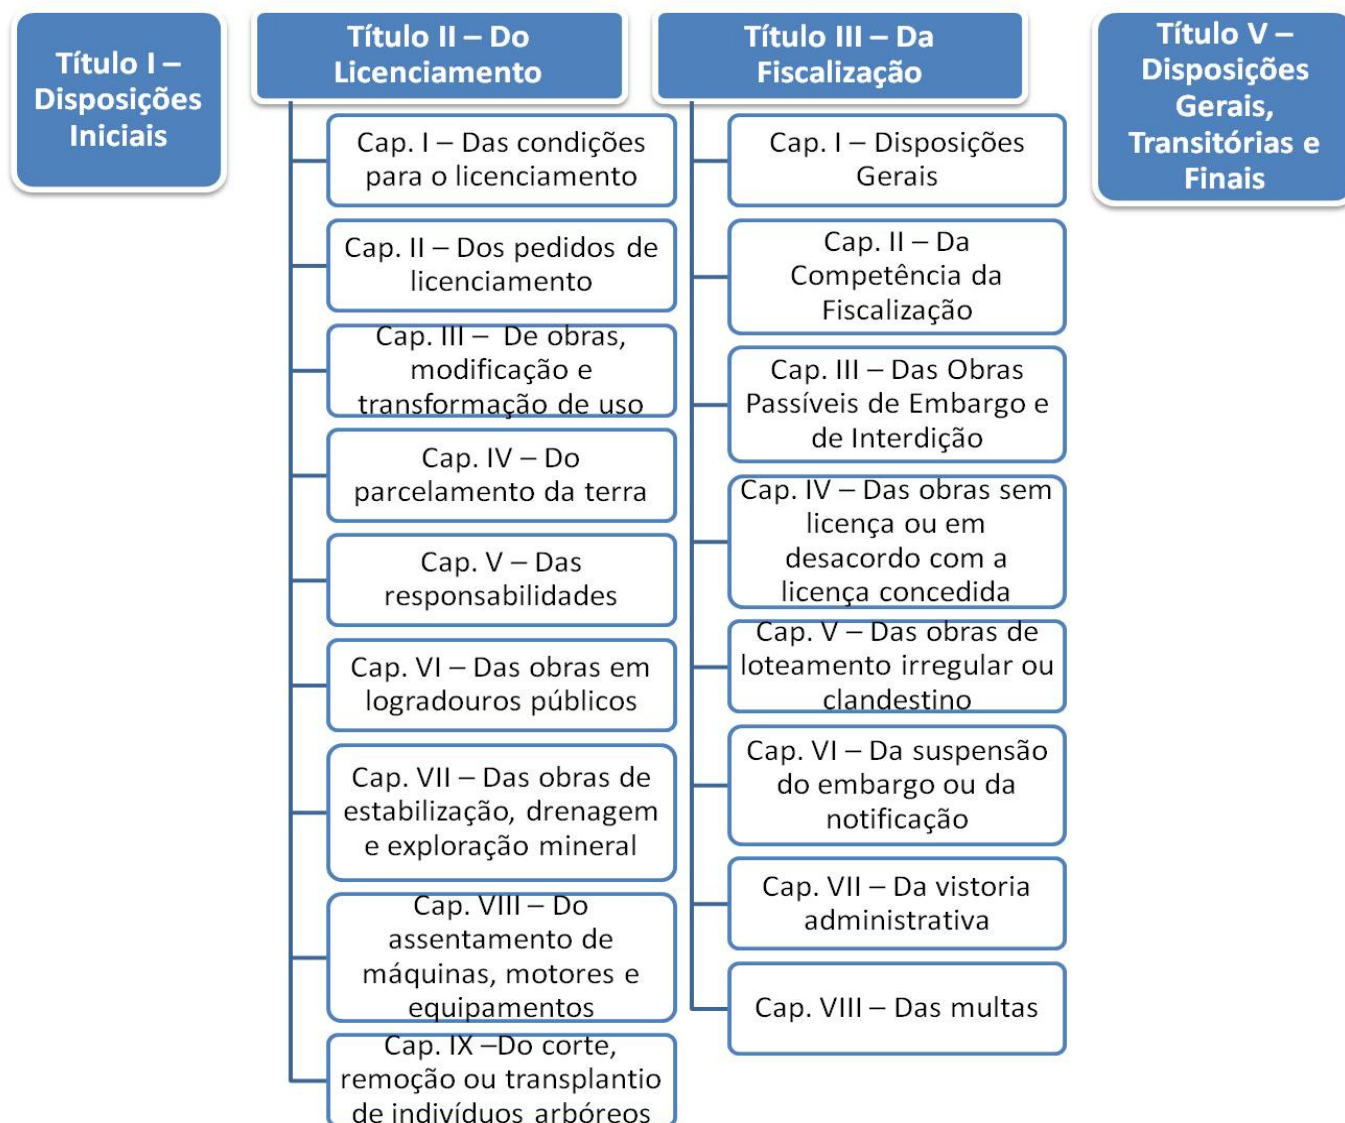 Título I –
Disposições
Iniciais
Título II – Do
Licenciamento
Cap. I – Das condições
para o licenciamento
Cap. II – Dos pedidos de
licenciamento
Cap. III –  De obras,
modificação e
transformação de uso
Cap. IV – Do
parcelamento da terra
Cap. V – Das
responsabilidades
Cap. VI – Das obras em
logradouros públicos
Cap. VII – Das obras de
estabilização, drenagem
e exploração mineral
Cap. VIII – Do
assentamento de
máquinas, motores e
equipamentos
Cap. IX –Do corte,
remoção ou transplantio
de indivíduos arbóreos
Título III – Da
Fiscalização
Cap. I – Disposições
Gerais
Cap. II – Da
Competência da
Fiscalização
Cap. III – Das Obras
Passíveis de Embargo e
de Interdição
Cap. IV – Das obras sem
licença ou em
desacordo com a
licença concedida
Cap. V – Das obras de
loteamento irregular ou
clandestino
Cap. VI – Da suspensão
do embargo ou da
notificação
Cap. VII – Da vistoria
administrativa
Cap. VIII – Das multas
Título V –
Disposições
Gerais,
Transitórias e
Finais